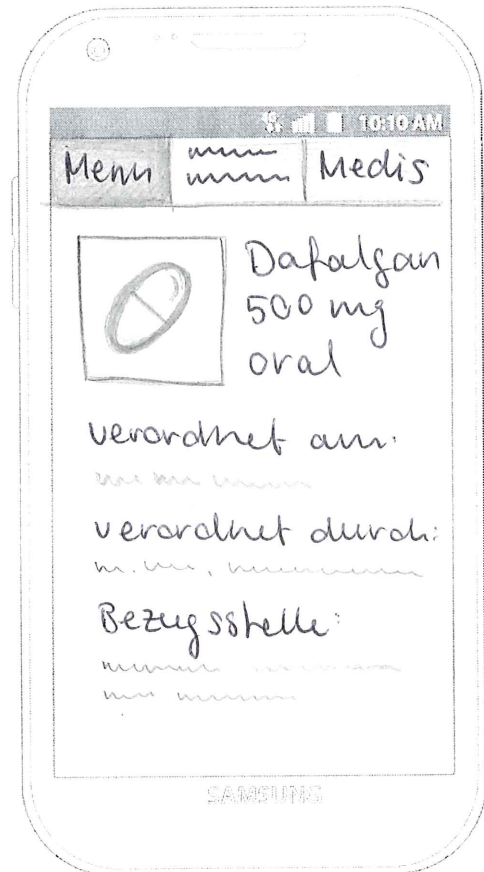 10:10 AM
Menu
Medis
Dafalgan
500 mg
oral
verordnet am:
verordnet durch:
Bezugsstelle:
SAMSUNG